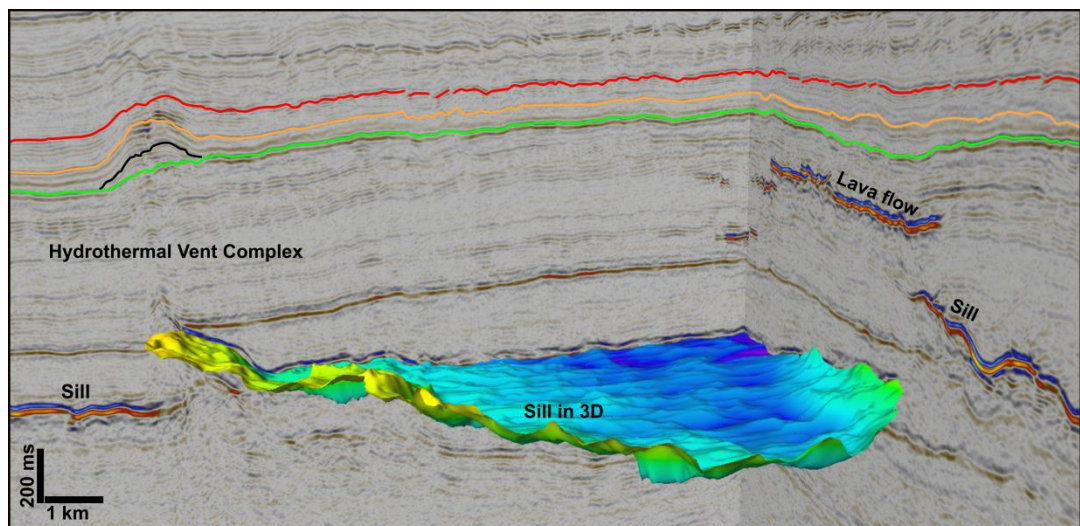 Lava flow
Hydrothermal Vent Complex
Sill
Sill
Sill in 3D
200 ms
1 km